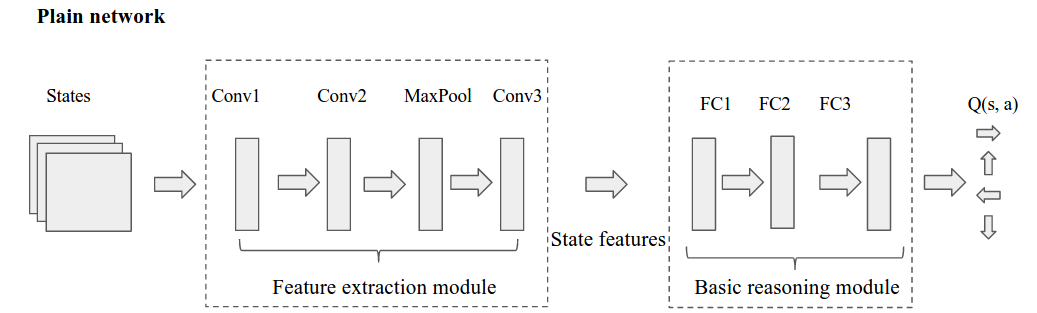 Plain network
States
Conv1 Conv2 MaxPool Conv3
FC1 FC2 FC3
Q(s, a)
State features
Feature extraction module
Basic reasoning module